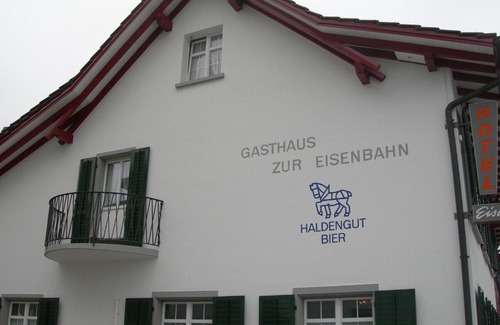 GASTHAUS
ZUR EISENBAHN
HALDENGUT
BIER
HOTEL